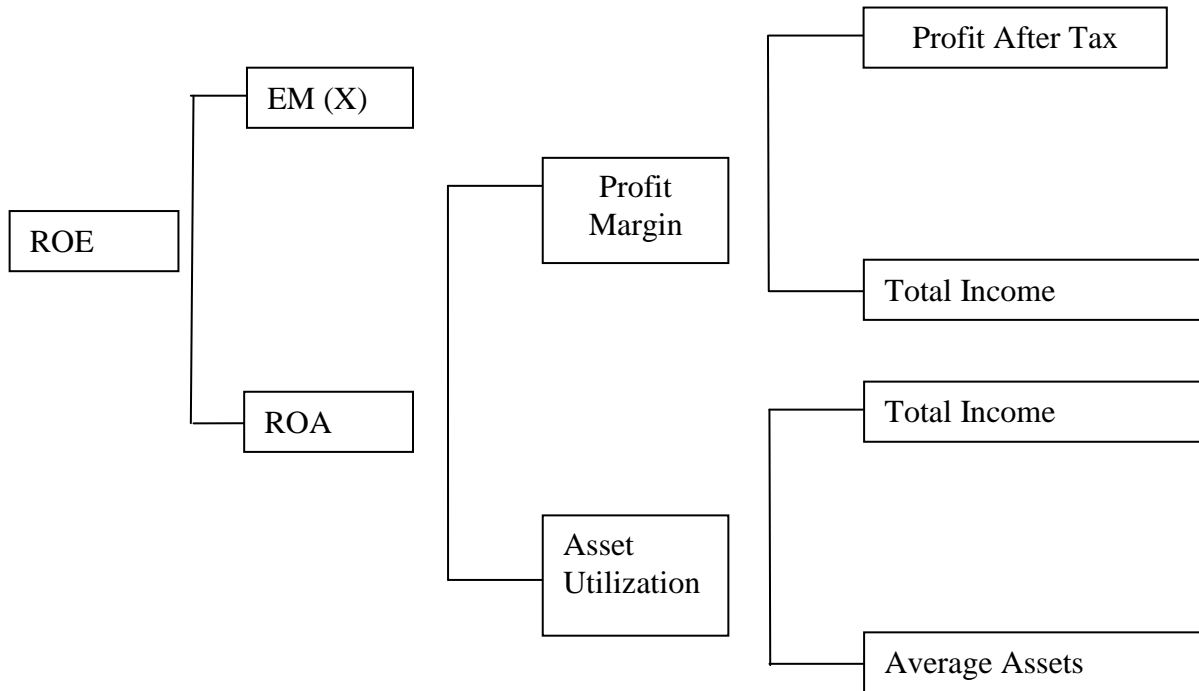 Profit After Tax
EM (X)
Profit
Margin
ROE
Total Income
ROA
Total Income
Asset
Utilization
Average Assets